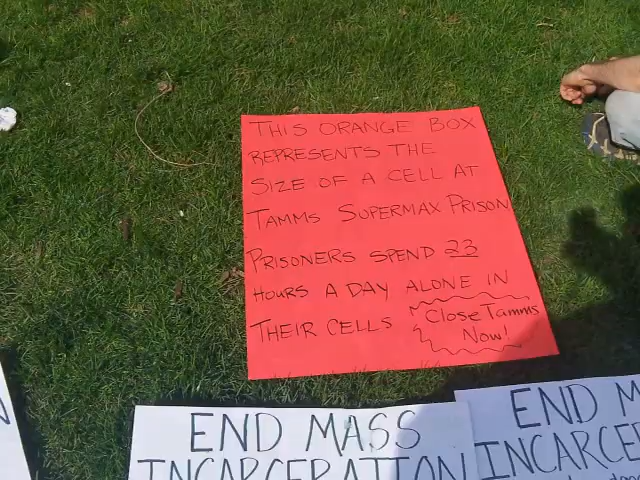 THIS ORANGE BOX
REPRESENTS THE
SIZE OF A CELL AT
TAMMS SUPERMAX PRISON
PRISONERS SPEND 23
HOURS A DAY ALONE IN
THEIR CELLS
Close Tamms
Now!
END MASS
INCARCERATION
END M
INCARCE
N